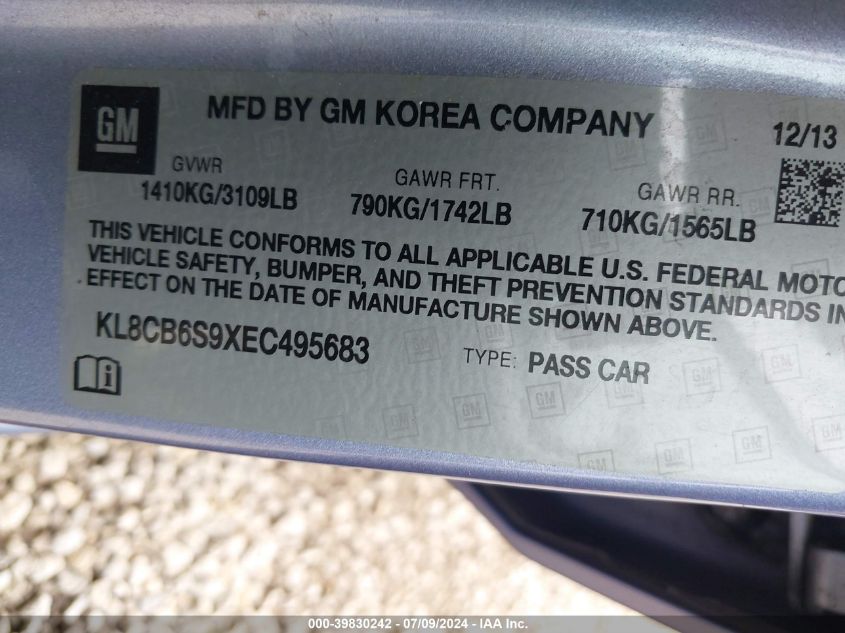 GM
MFD BY GM KOREA COMPANY
12/13
GVWR
1410KG/3109LB
GAWR FRT.
790KG/1742LB
GAWR RR.
710KG/1565LB
THIS VEHICLE CONFORMS TO ALL APPLICABLE U.S. FEDERAL MOTO
VEHICLE SAFETY, BUMPER, AND THEFT PREVENTION STANDARDS IN
EFFECT ON THE DATE OF MANUFACTURE SHOWN ABOVE.
KL8CB6S9XEC495683
TYPE: PASS CAR
000-39830242 - 07/09/2024 - IAA Inc.